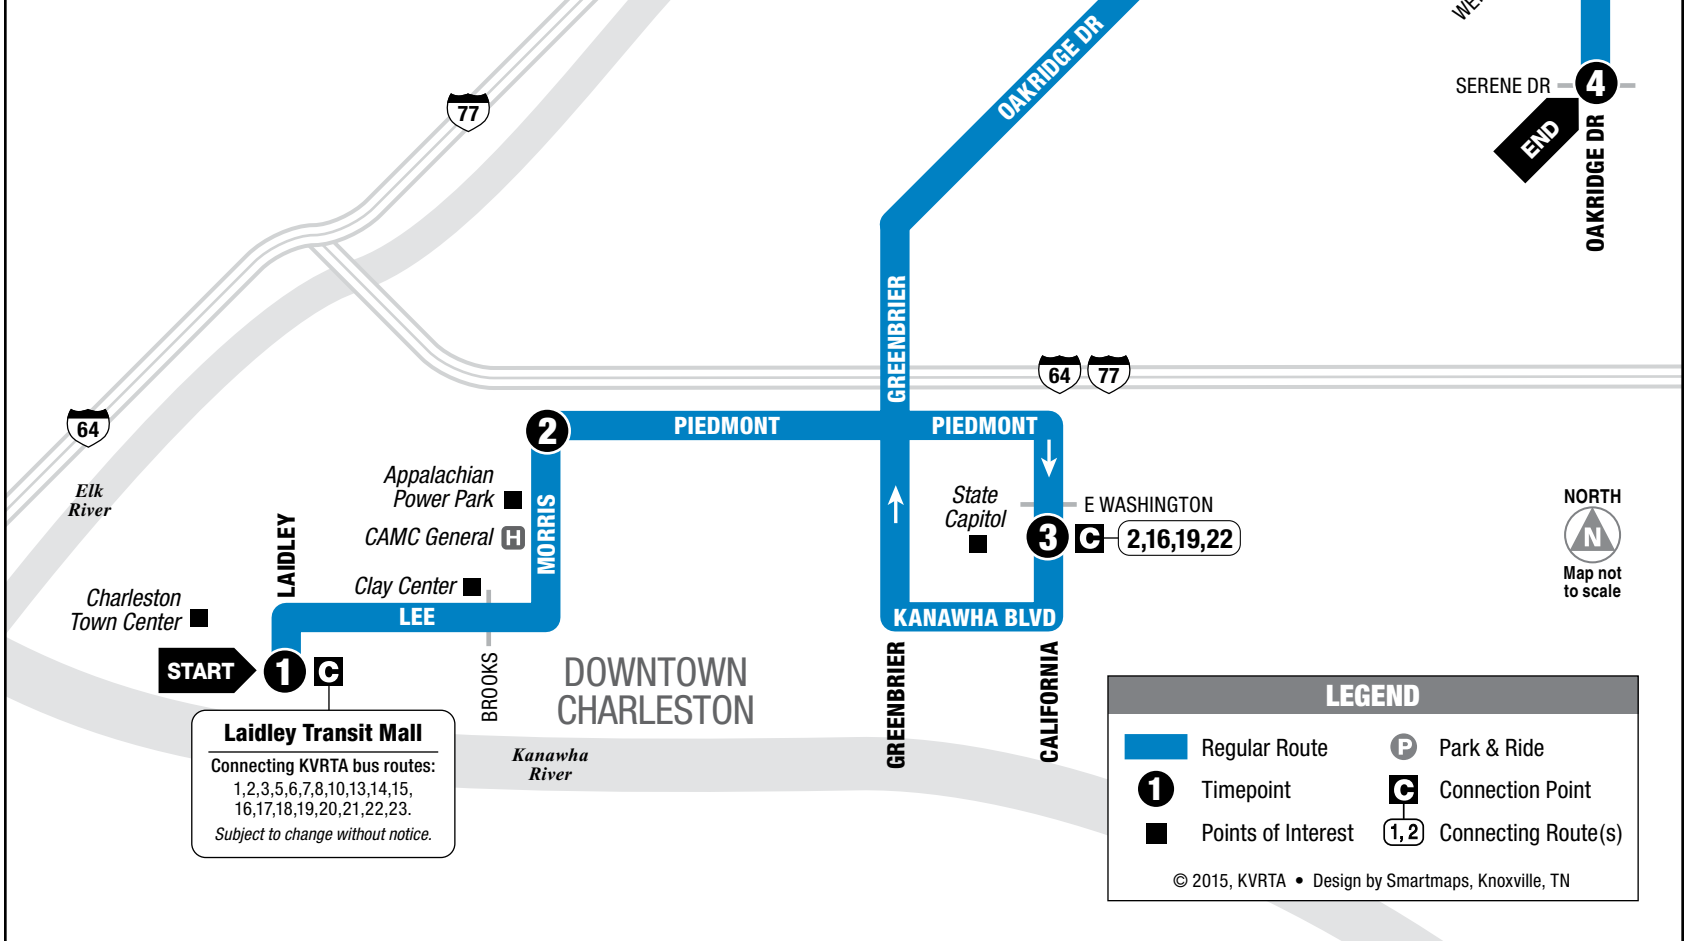 OAKRIDGE DR
77
SERENE DR
4
END
OAKRIDGE DR
GREENBRIER
64
77
64
2
PIEDMONT
PIEDMONT
Elk
River
Appalachian
Power Park
CAMC General
H
MORRIS
State
Capitol
E WASHINGTON
3
C
2,16,19,22
NORTH
N
Map not
to scale
LAIDLEY
Clay Center
Charleston
Town Center
LEE
KANAWHA BLVD
START
1
C
BROOKS
DOWNTOWN
CHARLESTON
GREENBRIER
CALIFORNIA
Laidley Transit Mall
Connecting KVRTA bus routes:
1,2,3,5,6,7,8,10,13,14,15,
16,17,18,19,20,21,22,23.
Subject to change without notice.
Kanawha
River
LEGEND
Regular Route
P Park & Ride
1 Timepoint
C Connection Point
Points of Interest
1, 2 Connecting Route(s)
© 2015, KVRTA • Design by Smartmaps, Knoxville, TN